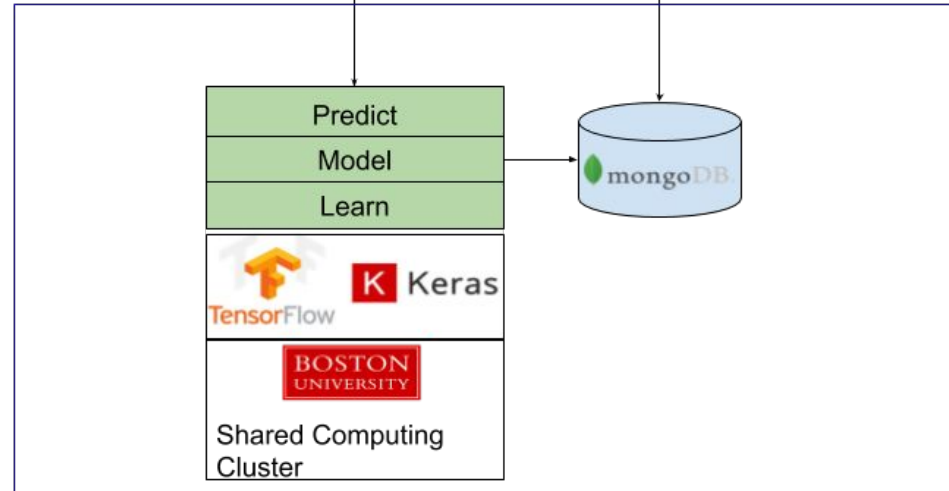 Predict
Model
Learn
mongoDB.
TensorFlow
K Keras
BOSTON
UNIVERSITY
Shared Computing
Cluster